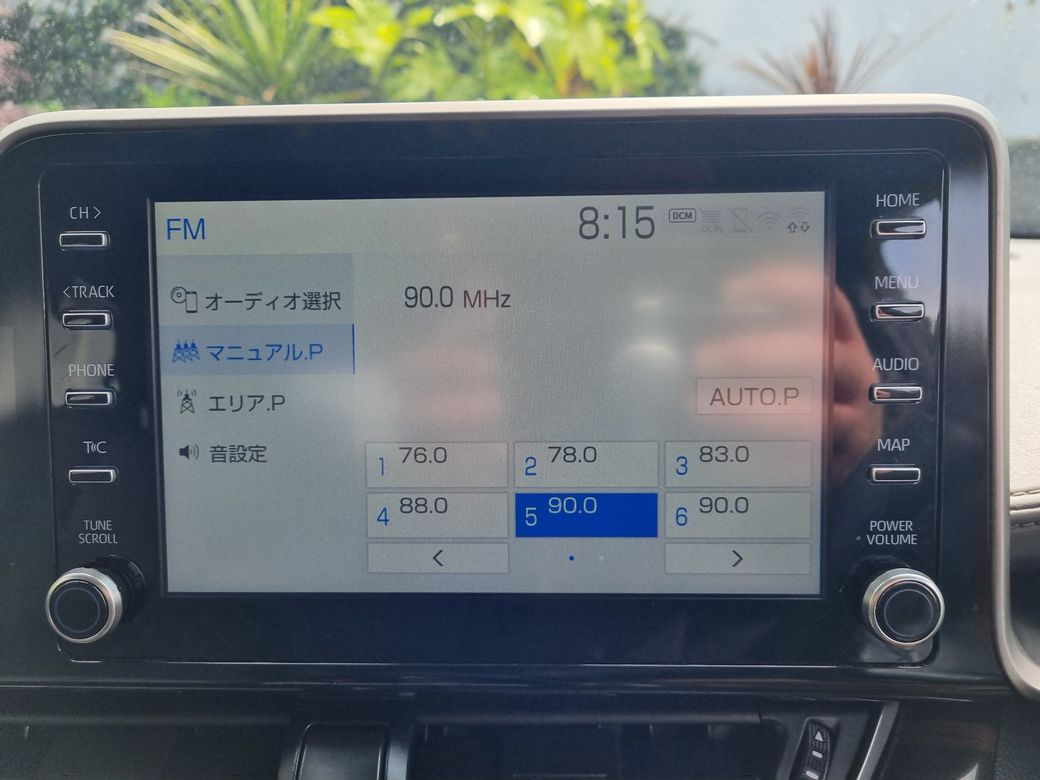 CH >
<TRACK
PHONE
T<<C
TUNE
SCROLL
FM
8:15
DCM
オーディオ選択
マニュアル.P
エリア.P
音設定
90.0 MHz
AUTO.P
1 76.0
2 78.0
3 83.0
4 88.0
5 90.0
6 90.0
<
>
HOME
MENU
AUDIO
MAP
POWER
VOLUME